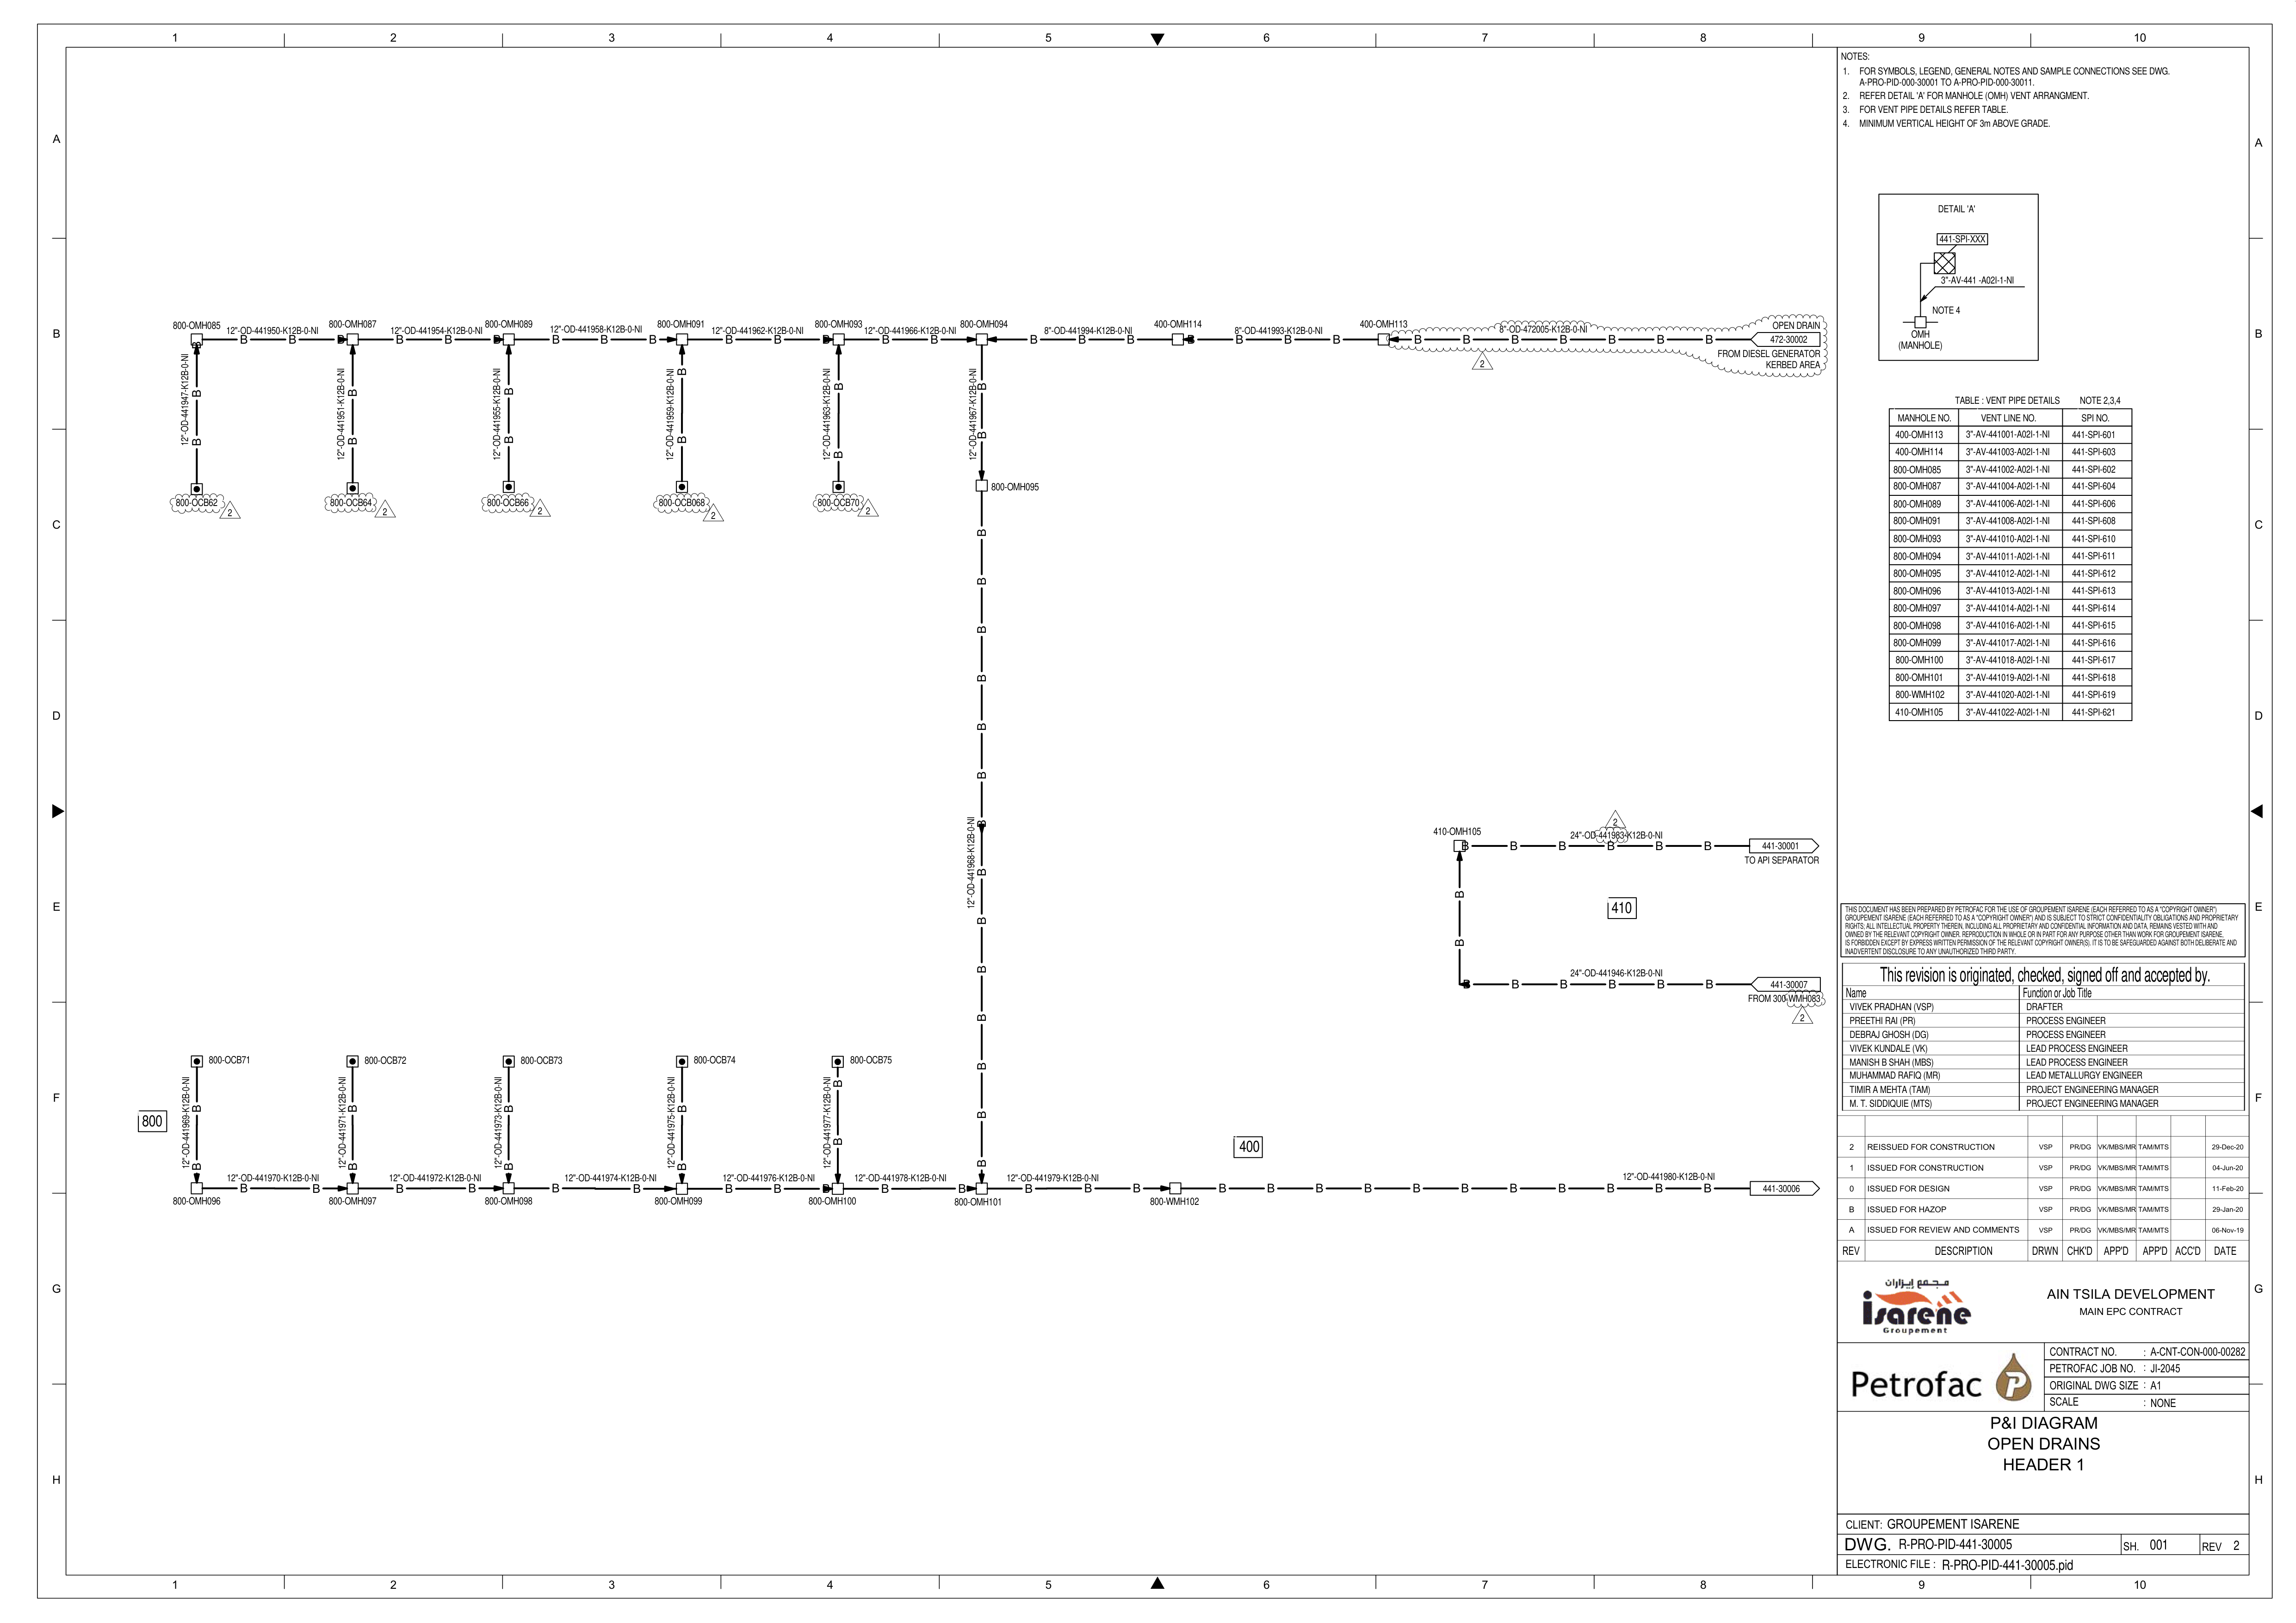 1 2 3 4 5 6 7 8 9 10
A
B
C
D
E
F
G
H
800-OMH085
12"-OD-441950-K12B-0-NI
800-OMH087
12"-OD-441954-K12B-0-NI
800-OMH089
12"-OD-441958-K12B-0-NI
800-OMH091
12"-OD-441962-K12B-0-NI
800-OMH093
12"-OD-441966-K12B-0-NI
800-OMH094
8"-OD-441994-K12B-0-NI
400-OMH114
8"-OD-441993-K12B-0-NI
400-OMH113
8"-OD-472005-K12B-0-NI
OPEN DRAIN
472-30002
FROM DIESEL GENERATOR
KERBED AREA
2
12"-OD-441947-K12B-0-NI
12"-OD-441951-K12B-0-NI
12"-OD-441955-K12B-0-NI
12"-OD-441959-K12B-0-NI
12"-OD-441963-K12B-0-NI
12"-OD-441967-K12B-0-NI
800-OCB62
2
800-OCB64
2
800-OCB66
2
800-OCB068
2
800-OCB70
2
800-OMH095
12"-OD-441968-K12B-0-NI
410-OMH105
2
24"-OD-441983-K12B-0-NI
441-30001
TO API SEPARATOR
410
24"-OD-441946-K12B-0-NI
441-30007
FROM 300-WMH083
2
800-OCB71
800-OCB72
800-OCB73
800-OCB74
800-OCB75
800
12"-OD-441969-K12B-0-NI
12"-OD-441971-K12B-0-NI
12"-OD-441973-K12B-0-NI
12"-OD-441975-K12B-0-NI
12"-OD-441977-K12B-0-NI
400
12"-OD-441970-K12B-0-NI
12"-OD-441972-K12B-0-NI
12"-OD-441974-K12B-0-NI
12"-OD-441976-K12B-0-NI
12"-OD-441978-K12B-0-NI
12"-OD-441979-K12B-0-NI
12"-OD-441980-K12B-0-NI
441-30006
800-OMH096
800-OMH097
800-OMH098
800-OMH099
800-OMH100
800-OMH101
800-WMH102
NOTES:
1. FOR SYMBOLS, LEGEND, GENERAL NOTES AND SAMPLE CONNECTIONS SEE DWG.
A-PRO-PID-000-30001 TO A-PRO-PID-000-30011.
2. REFER DETAIL 'A' FOR MANHOLE (OMH) VENT ARRANGMENT.
3. FOR VENT PIPE DETAILS REFER TABLE.
4. MINIMUM VERTICAL HEIGHT OF 3m ABOVE GRADE.
DETAIL 'A'
441-SPI-XXX
3"-AV-441 -A02I-1-NI
NOTE 4
OMH
(MANHOLE)
TABLE : VENT PIPE DETAILS NOTE 2,3,4
MANHOLE NO. VENT LINE NO. SPI NO.
400-OMH113 3"-AV-441001-A02I-1-NI 441-SPI-601
400-OMH114 3"-AV-441003-A02I-1-NI 441-SPI-603
800-OMH085 3"-AV-441002-A02I-1-NI 441-SPI-602
800-OMH087 3"-AV-441004-A02I-1-NI 441-SPI-604
800-OMH089 3"-AV-441006-A02I-1-NI 441-SPI-606
800-OMH091 3"-AV-441008-A02I-1-NI 441-SPI-608
800-OMH093 3"-AV-441010-A02I-1-NI 441-SPI-610
800-OMH094 3"-AV-441011-A02I-1-NI 441-SPI-611
800-OMH095 3"-AV-441012-A02I-1-NI 441-SPI-612
800-OMH096 3"-AV-441013-A02I-1-NI 441-SPI-613
800-OMH097 3"-AV-441014-A02I-1-NI 441-SPI-614
800-OMH098 3"-AV-441016-A02I-1-NI 441-SPI-615
800-OMH099 3"-AV-441017-A02I-1-NI 441-SPI-616
800-OMH100 3"-AV-441018-A02I-1-NI 441-SPI-617
800-OMH101 3"-AV-441019-A02I-1-NI 441-SPI-618
800-WMH102 3"-AV-441020-A02I-1-NI 441-SPI-619
410-OMH105 3"-AV-441022-A02I-1-NI 441-SPI-621
THIS DOCUMENT HAS BEEN PREPARED BY PETROFAC FOR THE USE OF GROUPEMENT ISARENE (EACH REFERRED TO AS A "COPYRIGHT OWNER")
GROUPEMENT ISARENE (EACH REFERRED TO AS A "COPYRIGHT OWNER") AND IS SUBJECT TO STRICT CONFIDENTIALITY OBLIGATIONS AND PROPRIETARY
RIGHTS; ALL INTELLECTUAL PROPERTY THEREIN, INCLUDING ALL PROPRIETARY AND CONFIDENTIAL INFORMATION AND DATA, REMAINS VESTED WITH AND
OWNED BY THE RELEVANT COPYRIGHT OWNER. REPRODUCTION IN WHOLE OR IN PART FOR ANY PURPOSE OTHER THAN WORK FOR GROUPEMENT ISARENE,
IS FORBIDDEN EXCEPT BY EXPRESS WRITTEN PERMISSION OF THE RELEVANT COPYRIGHT OWNER(S). IT IS TO BE SAFEGUARDED AGAINST BOTH DELIBERATE AND
INADVERTENT DISCLOSURE TO ANY UNAUTHORIZED THIRD PARTY.
This revision is originated, checked, signed off and accepted by.
Name Function or Job Title
VIVEK PRADHAN (VSP) DRAFTER
PREETHI RAI (PR) PROCESS ENGINEER
DEBRAJ GHOSH (DG) PROCESS ENGINEER
VIVEK KUNDALE (VK) LEAD PROCESS ENGINEER
MANISH B SHAH (MBS) LEAD PROCESS ENGINEER
MUHAMMAD RAFIQ (MR) LEAD METALLURGY ENGINEER
TIMIR A MEHTA (TAM) PROJECT ENGINEERING MANAGER
M. T. SIDDIQUIE (MTS) PROJECT ENGINEERING MANAGER
2 REISSUED FOR CONSTRUCTION VSP PR/DG VK/MBS/MR TAM/MTS 29-Dec-20
1 ISSUED FOR CONSTRUCTION VSP PR/DG VK/MBS/MR TAM/MTS 04-Jun-20
0 ISSUED FOR DESIGN VSP PR/DG VK/MBS/MR TAM/MTS 11-Feb-20
B ISSUED FOR HAZOP VSP PR/DG VK/MBS/MR TAM/MTS 29-Jan-20
A ISSUED FOR REVIEW AND COMMENTS VSP PR/DG VK/MBS/MR TAM/MTS 06-Nov-19
REV DESCRIPTION DRWN CHK'D APP'D APP'D ACC'D DATE
مجمع إيزاران
isarene
Groupement
AIN TSILA DEVELOPMENT
MAIN EPC CONTRACT
Petrofac
CONTRACT NO. : A-CNT-CON-000-00282
PETROFAC JOB NO. : JI-2045
ORIGINAL DWG SIZE : A1
SCALE : NONE
P&I DIAGRAM
OPEN DRAINS
HEADER 1
CLIENT: GROUPEMENT ISARENE
DWG. R-PRO-PID-441-30005 SH. 001 REV 2
ELECTRONIC FILE : R-PRO-PID-441-30005.pid
1 2 3 4 5 6 7 8 9 10